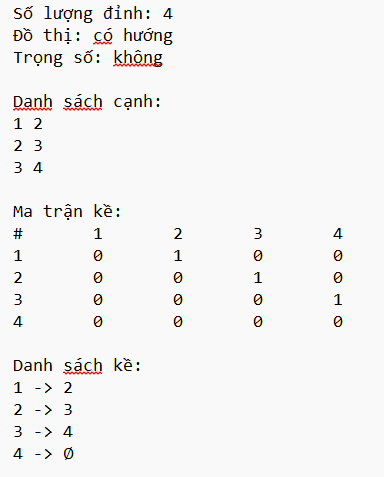 Số lượng đỉnh: 4
Đồ thị: có hướng
Trọng số: không
Danh sách cạnh:
1 2
2 3
3 4
Ma trận kề:
# 1 2 3 4
1 0 1 0 0
2 0 0 1 0
3 0 0 0 1
4 0 0 0 0
Danh sách kề:
1 -> 2
2 -> 3
3 -> 4
4 -> Ø